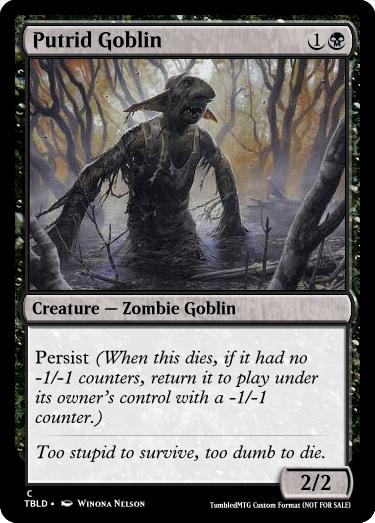 Putrid Goblin 1
Creature — Zombie Goblin
Persist (When this dies, if it had no
-1/-1 counters, return it to play under
its owner's control with a -1/-1
counter.)
Too stupid to survive, too dumb to die.
2/2
C
TBLD • Winona Nelson
TumbledMTG Custom Format (NOT FOR SALE)